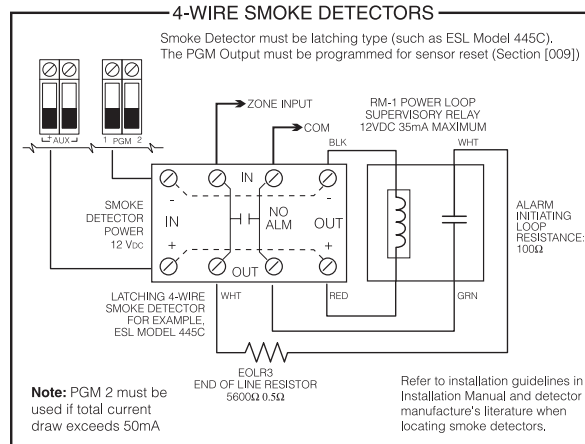 4-WIRE SMOKE DETECTORS
Smoke Detector must be latching type (such as ESL Model 445C).
The PGM Output must be programmed for sensor reset (Section [009])
+ AUX -
1 PGM 2
ZONE INPUT
COM
RM-1 POWER LOOP
SUPERVISORY RELAY
12VDC 35mA MAXIMUM
BLK
WHT
SMOKE
DETECTOR
POWER
12 VDC
IN
-
-
IN
+
NO
ALM
OUT
+
OUT
ALARM
INITIATING
LOOP
RESISTANCE:
100Ω
WHT
RED
GRN
LATCHING 4-WIRE
SMOKE DETECTOR
FOR EXAMPLE,
ESL MODEL 445C
EOLR3
END OF LINE RESISTOR
5600Ω 0.5Ω
Note: PGM 2 must be
used if total current
draw exceeds 50mA
Refer to installation guidelines in
Installation Manual and detector
manufacture's literature when
locating smoke detectors.